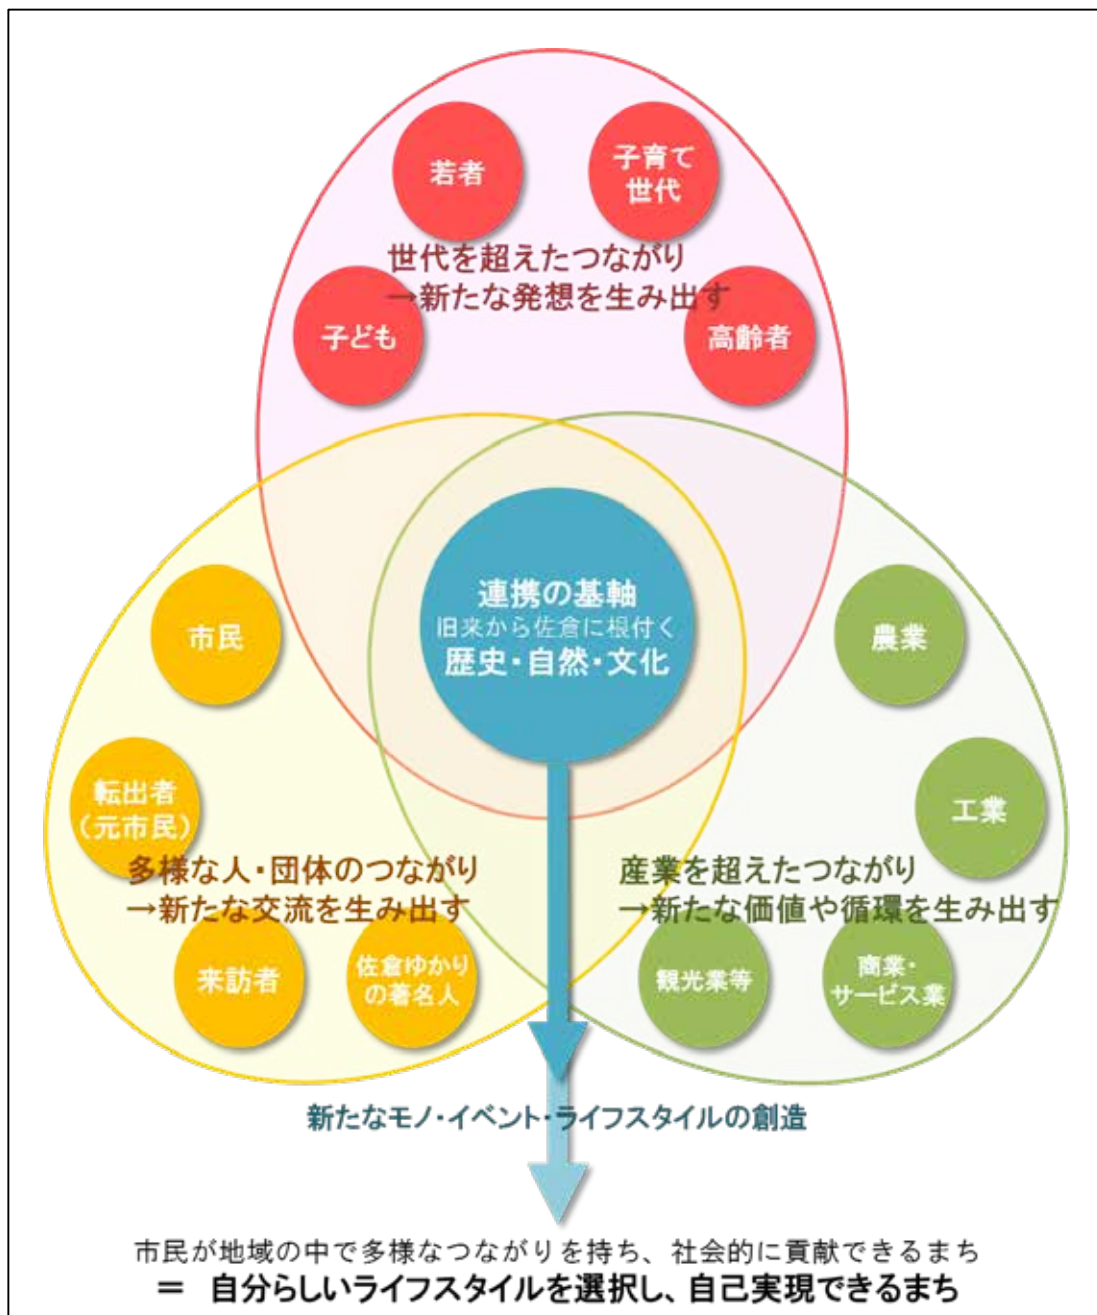 若者
子育て
世代
世代を超えたつながり
→新たな発想を生み出す
子ども
高齢者
連携の基軸
旧来から佐倉に根付く
歴史・自然・文化
市民
転出者
（元市民）
多様な人・団体のつながり
→新たな交流を生み出す
来訪者
佐倉ゆかり
の著名人
農業
工業
産業を超えたつながり
→新たな価値や循環を生み出す
観光業等
商業・
サービス業
新たなモノ・イベント・ライフスタイルの創造
市民が地域の中で多様なつながりを持ち、社会的に貢献できるまち
＝ 自分らしいライフスタイルを選択し、自己実現できるまち